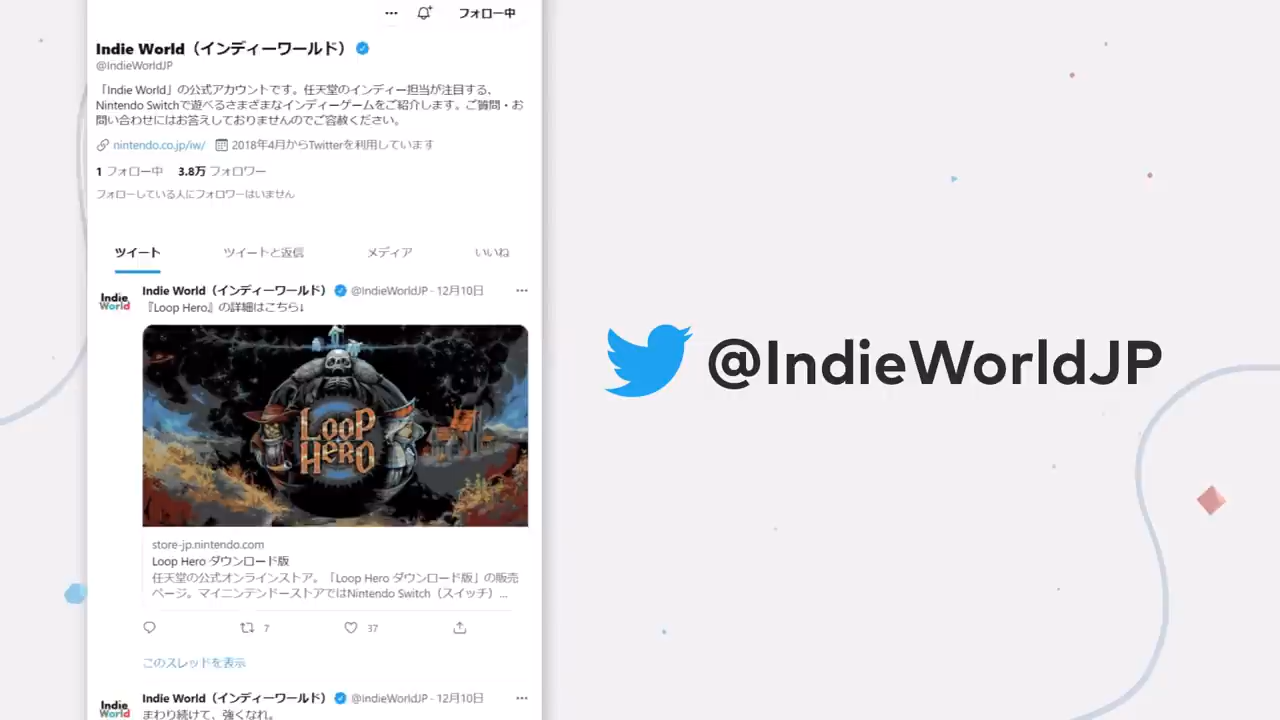 フォロー中
Indie World（インディーワールド）
@IndieWorldJP
「Indie World」の公式アカウントです。任天堂のインディー担当が注目する、
Nintendo Switchで遊べるさまざまなインディーゲームをご紹介します。ご質問・お
問い合わせにはお答えしておりませんのでご容赦ください。
nintendo.co.jp/iw/ 2018年4月からTwitterを利用しています
1 フォロー中 3.8万 フォロワー
フォローしている人にフォロワーはいません
ツイート ツイートと返信 メディア いいね
Indie World
Indie World（インディーワールド） @IndieWorldJP · 12月10日
『Loop Hero』の詳細はこちら↓
LOOP
HERO
store-jp.nintendo.com
Loop Hero ダウンロード版
任天堂の公式オンラインストア。「Loop Hero ダウンロード版」の販売
ページ。マイニンテンドーストアではNintendo Switch（スイッチ）...
7 37
このスレッドを表示
Indie World
Indie World（インディーワールド） @IndieWorldJP · 12月10日
まわり続けて、強くなれ。
@IndieWorldJP